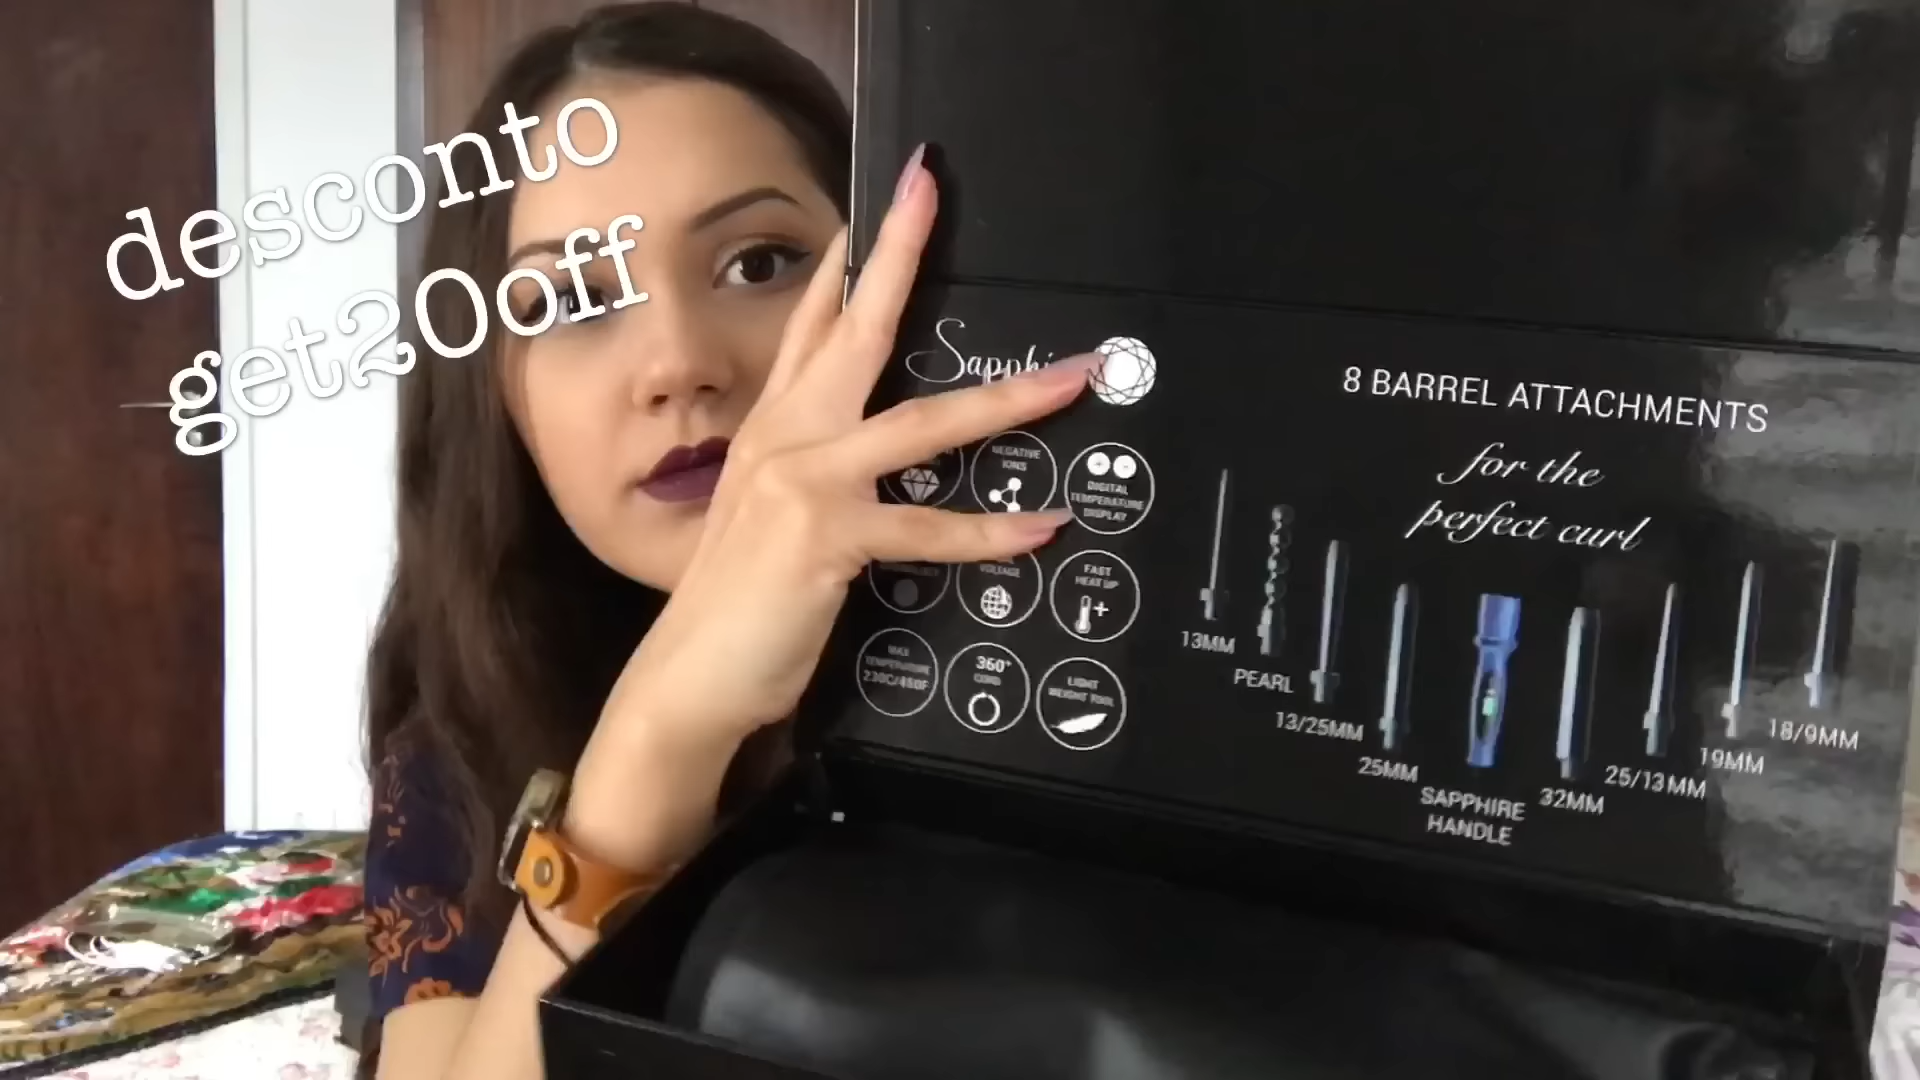 desconto
get20off
8 BARREL ATTACHMENTS
for the
perfect curl
NEGATIVE
IONS
DIGITAL
TEMPERATURE
DISPLAY
VOLTAGE
FAST
HEAT UP
MAX
TEMPERATURE
230C/450F
360°
CORD
LIGHT
WEIGHT TOOL
13MM
PEARL
13/25MM
25MM
SAPPHIRE
HANDLE
32MM
25/13MM
19MM
18/9MM